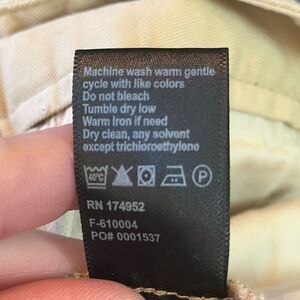 Machine wash warm gentle
cycle with like colors
Do not bleach
Tumble dry low
Warm Iron if need
Dry clean, any solvent
except trichloroethylene
40°C P
RN 174952
F-610004
PO# 0001537